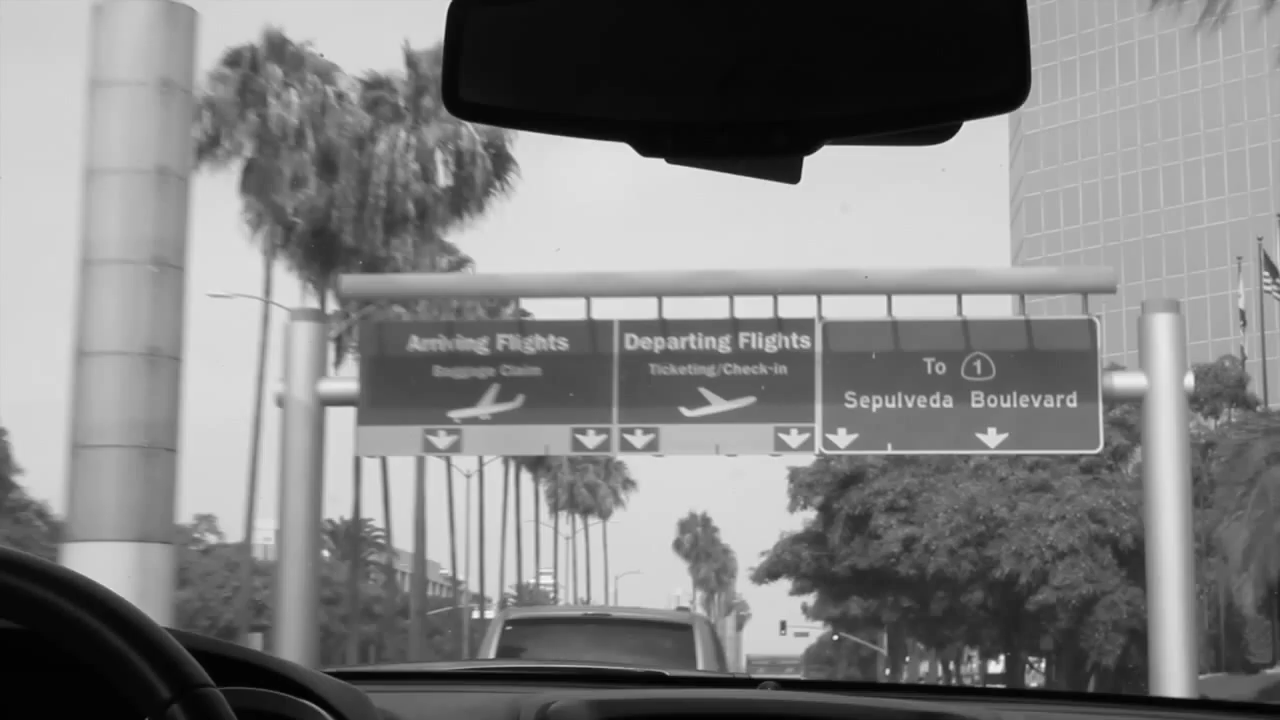 Arriving Flights
Baggage Claim
Departing Flights
Ticketing/Check-in
To 1
Sepulveda Boulevard